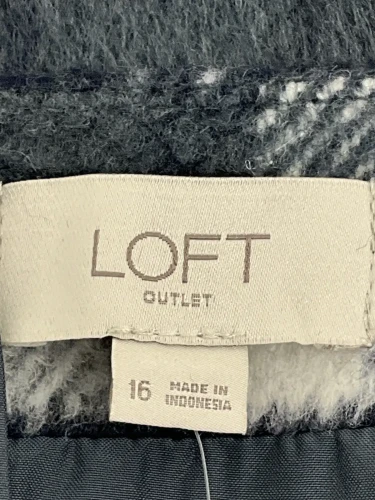 LOFT
OUTLET
16 MADE IN
INDONESIA